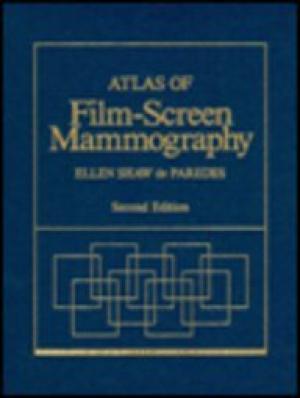 ATLAS OF
Film-Screen
Mammography
ELLEN SHAW de PAREDES
Second Edition